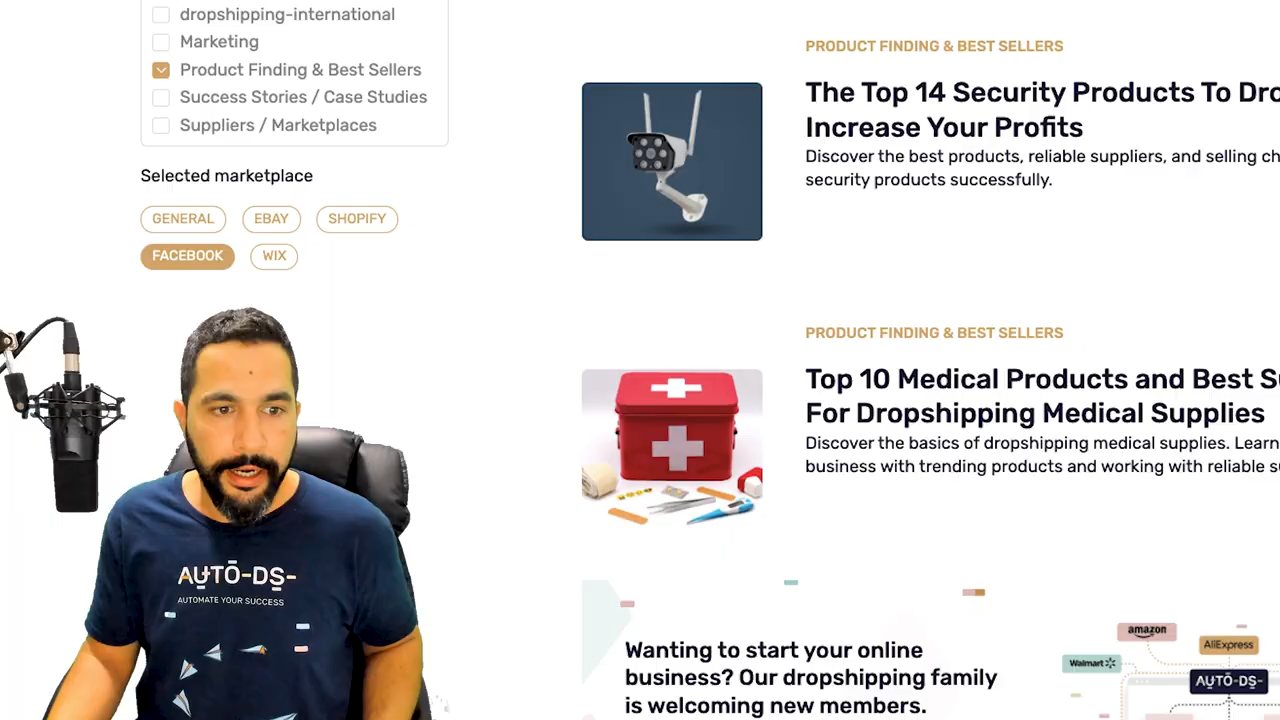 dropshipping-international
Marketing
Product Finding & Best Sellers
Success Stories / Case Studies
Suppliers / Marketplaces
Selected marketplace
GENERAL
EBAY
SHOPIFY
FACEBOOK
WIX
AUTO-DS-
AUTOMATE YOUR SUCCESS
PRODUCT FINDING & BEST SELLERS
The Top 14 Security Products To
Increase Your Profits
Discover the best products, reliable suppliers, and selling
security products successfully.
PRODUCT FINDING & BEST SELLERS
Top 10 Medical Products and Best
For Dropshipping Medical Supplies
Discover the basics of dropshipping medical supplies. Learn
business with trending products and working with reliable
Wanting to start your online
business? Our dropshipping family
is welcoming new members.
amazon
AliExpress
Walmart
AUTO-DS-